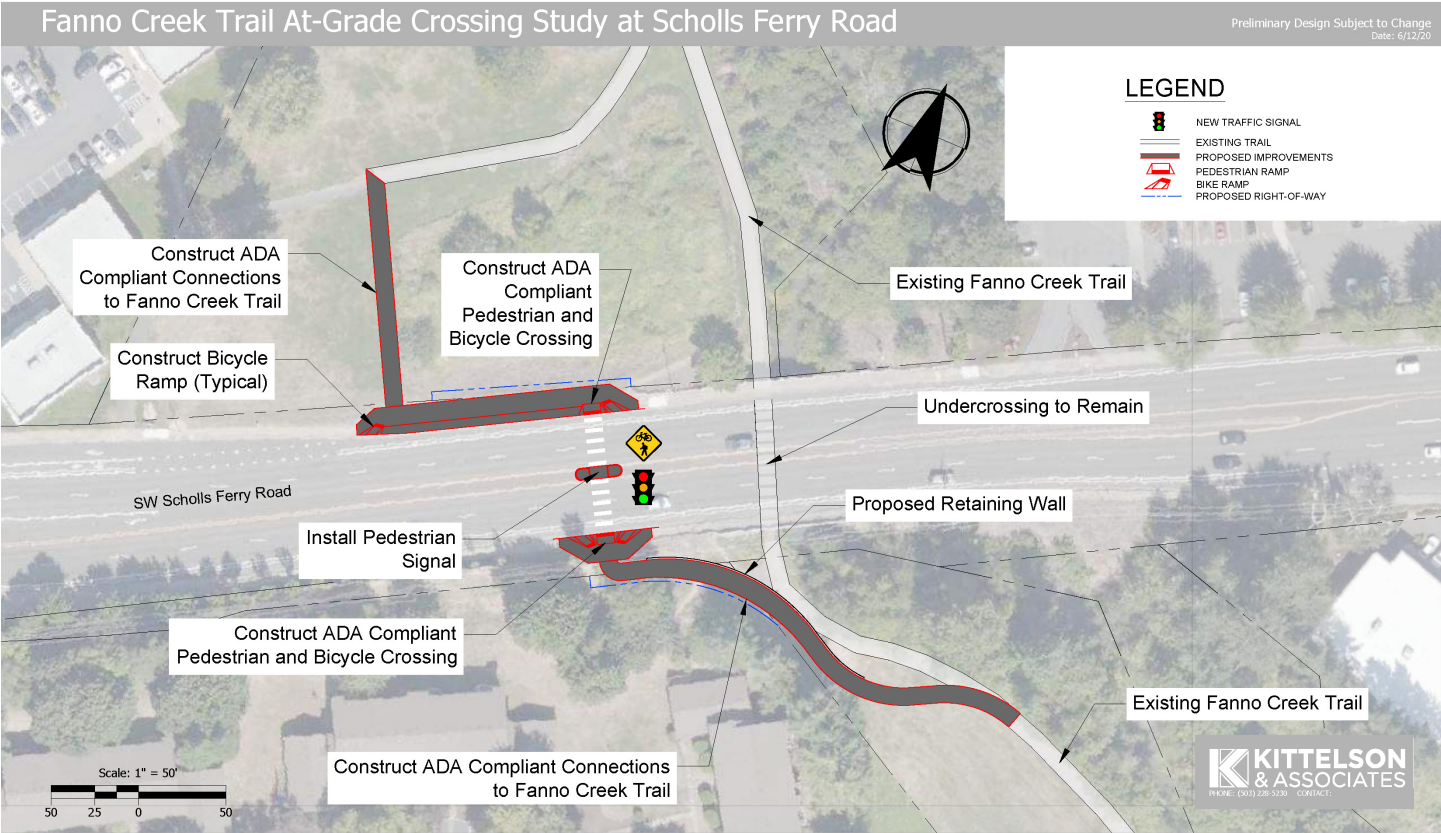 Fanno Creek Trail At-Grade Crossing Study at Scholls Ferry Road
Preliminary Design Subject to Change
Date: 6/12/20
LEGEND
NEW TRAFFIC SIGNAL
EXISTING TRAIL
PROPOSED IMPROVEMENTS
PEDESTRIAN RAMP
BIKE RAMP
PROPOSED RIGHT-OF-WAY
Construct ADA
Compliant Connections
to Fanno Creek Trail
Construct ADA
Compliant
Pedestrian and
Bicycle Crossing
Existing Fanno Creek Trail
Construct Bicycle
Ramp (Typical)
Undercrossing to Remain
SW Scholls Ferry Road
Proposed Retaining Wall
Install Pedestrian
Signal
Construct ADA Compliant
Pedestrian and Bicycle Crossing
Existing Fanno Creek Trail
Construct ADA Compliant Connections
to Fanno Creek Trail
Scale: 1" = 50'
50 25 0 50
KITTELSON
& ASSOCIATES
PHONE: (503) 228-5230 CONTACT: